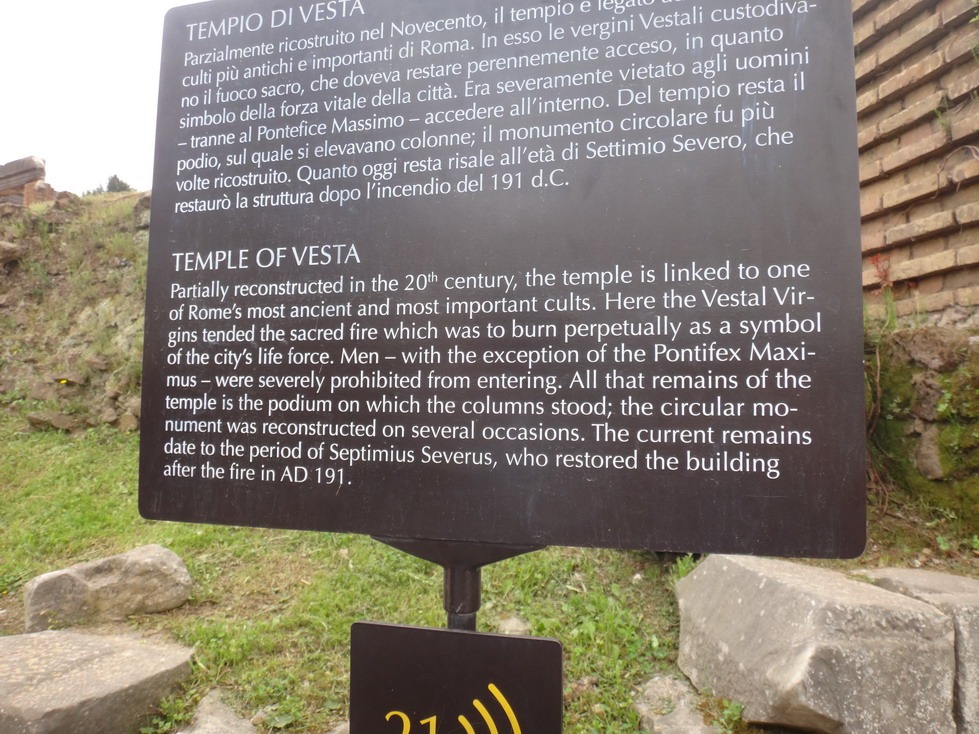 TEMPIO DI VESTA
Parzialmente ricostruito nel Novecento, il tempio è legato
culti più antichi e importanti di Roma. In esso le vergini Vestali custodiva-
no il fuoco sacro, che doveva restare perennemente acceso, in quanto
simbolo della forza vitale della città. Era severamente vietato agli uomini
– tranne al Pontefice Massimo – accedere all'interno. Del tempio resta il
podio, sul quale si elevavano colonne; il monumento circolare fu più
volte ricostruito. Quanto oggi resta risale all'età di Settimio Severo, che
restaurò la struttura dopo l'incendio del 191 d.C.
TEMPLE OF VESTA
Partially reconstructed in the 20th century, the temple is linked to one
of Rome's most ancient and most important cults. Here the Vestal Vir-
gins tended the sacred fire which was to burn perpetually as a symbol
of the city's life force. Men – with the exception of the Pontifex Maxi-
mus – were severely prohibited from entering. All that remains of the
temple is the podium on which the columns stood; the circular mo-
nument was reconstructed on several occasions. The current remains
date to the period of Septimius Severus, who restored the building
after the fire in AD 191.
21